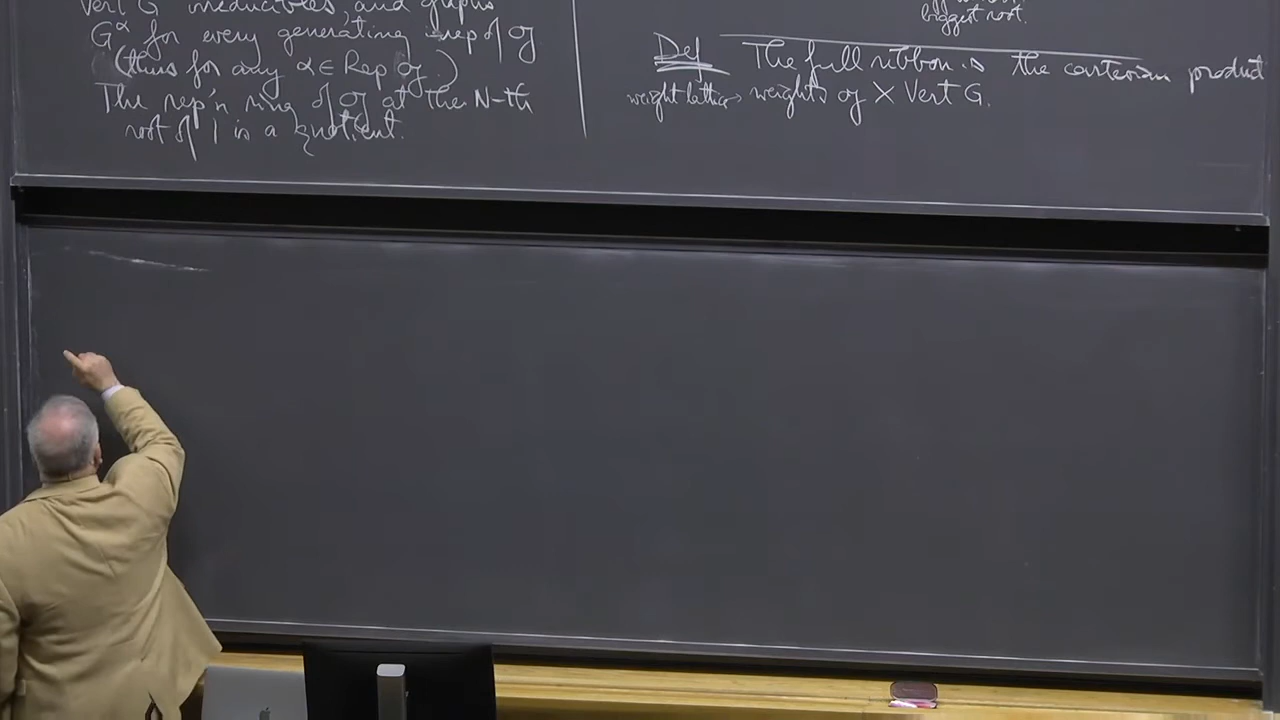 Vert G irreducibles, and graphs
G^α for every generating irrep of 𝔤
(thus for any α ∈ Rep 𝔤.)
The rep'n ring of 𝔤 at the N-th
root of 1 is a quotient.
biggest root.
Def The full ribbon is the cartesian product
weight lattice → weights of 𝔤 × Vert G.